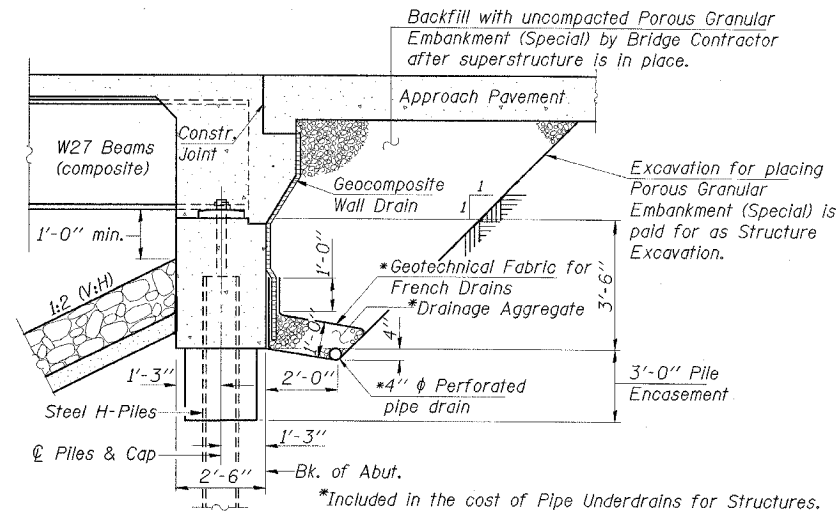 Backfill with uncompacted Porous Granular
Embankment (Special) by Bridge Contractor
after superstructure is in place.
Approach Pavement
W27 Beams
(composite)
Constr.
Joint
Geocomposite
Wall Drain
1
1
Excavation for placing
Porous Granular
Embankment (Special) is
paid for as Structure
Excavation.
1'-0" min.
1'-0"
*Geotechnical Fabric for
French Drains
*Drainage Aggregate
3'-6"
1:2 (V:H)
1'-0"
4"
1'-3"
2'-0"
*4" ϕ Perforated
pipe drain
3'-0" Pile
Encasement
Steel H-Piles
1'-3"
℄ Piles & Cap
2'-6"
Bk. of Abut.
*Included in the cost of Pipe Underdrains for Structures.